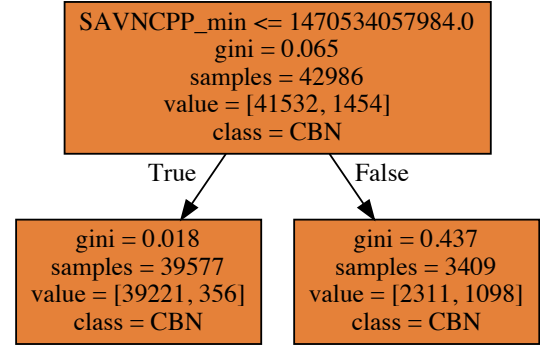 SAVNCPP_min <= 1470534057984.0
gini = 0.065
samples = 42986
value = [41532, 1454]
class = CBN
True
False
gini = 0.018
samples = 39577
value = [39221, 356]
class = CBN
gini = 0.437
samples = 3409
value = [2311, 1098]
class = CBN